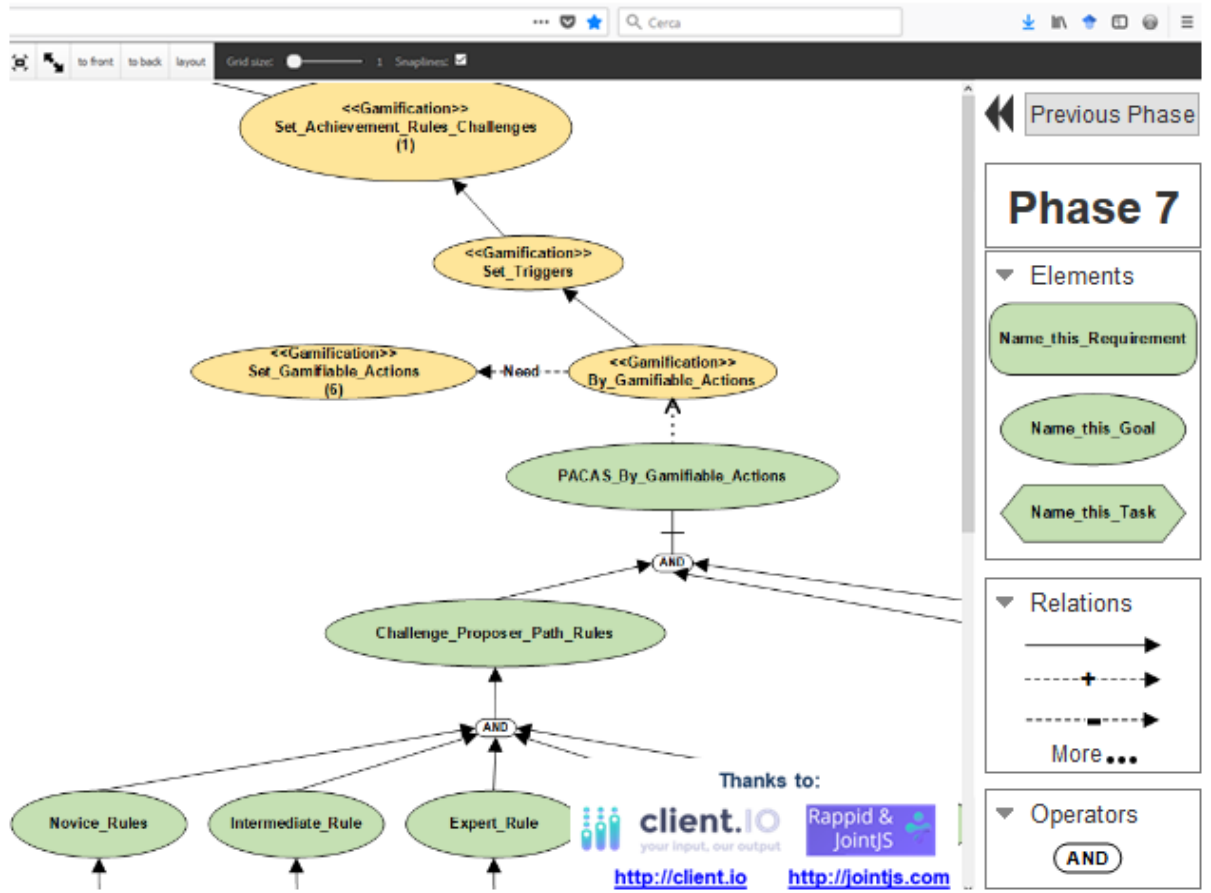 Cerca
to front to back layout Grid size: 1 Snaplines:
<<Gamification>>
Set_Achievement_Rules_Challenges
(1)
<<Gamification>>
Set_Triggers
<<Gamification>>
Set_Gamifiable_Actions
(6)
Need
<<Gamification>>
By_Gamifiable_Actions
PACAS_By_Gamifiable_Actions
AND
Challenge_Proposer_Path_Rules
AND
Novice_Rules
Intermediate_Rule
Expert_Rule
Thanks to:
client.IO
your input, our output
http://client.io
Rappid &
JointJS
http://jointjs.com
Previous Phase
Phase 7
Elements
Name_this_Requirement
Name_this_Goal
Name_this_Task
Relations
+
-
More...
Operators
AND